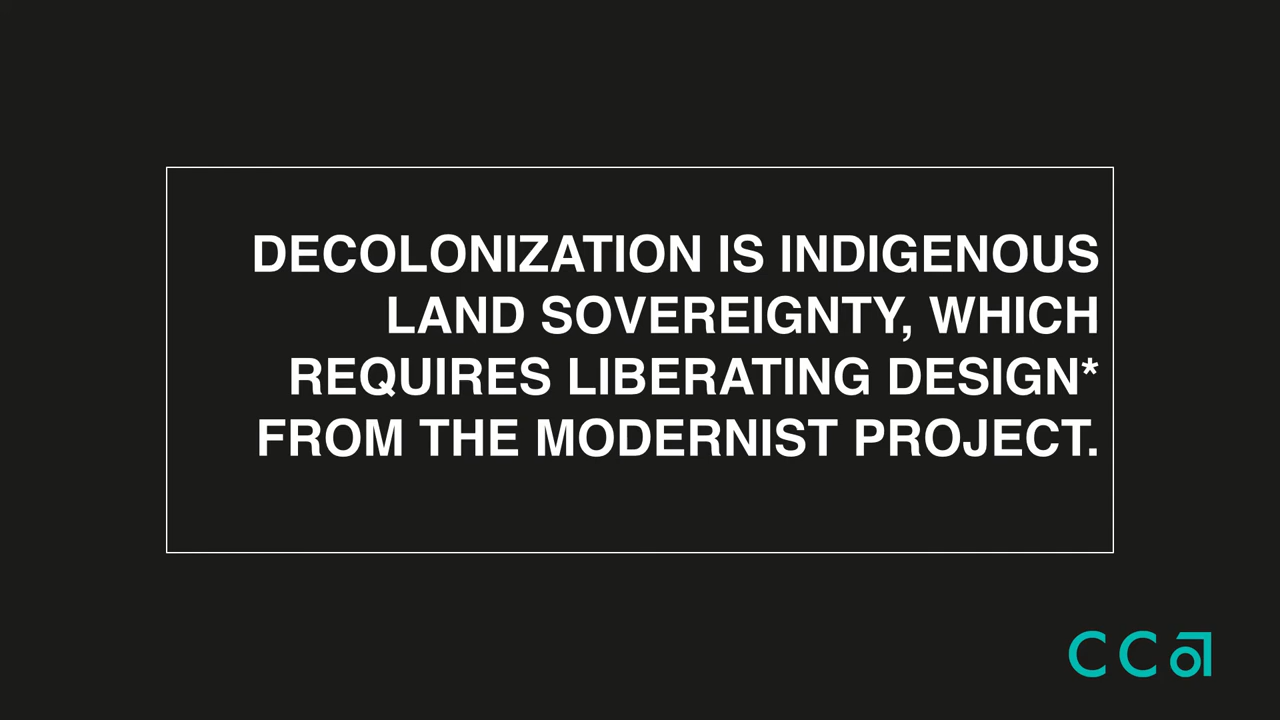 DECOLONIZATION IS INDIGENOUS
LAND SOVEREIGNTY, WHICH
REQUIRES LIBERATING DESIGN*
FROM THE MODERNIST PROJECT.
CCa